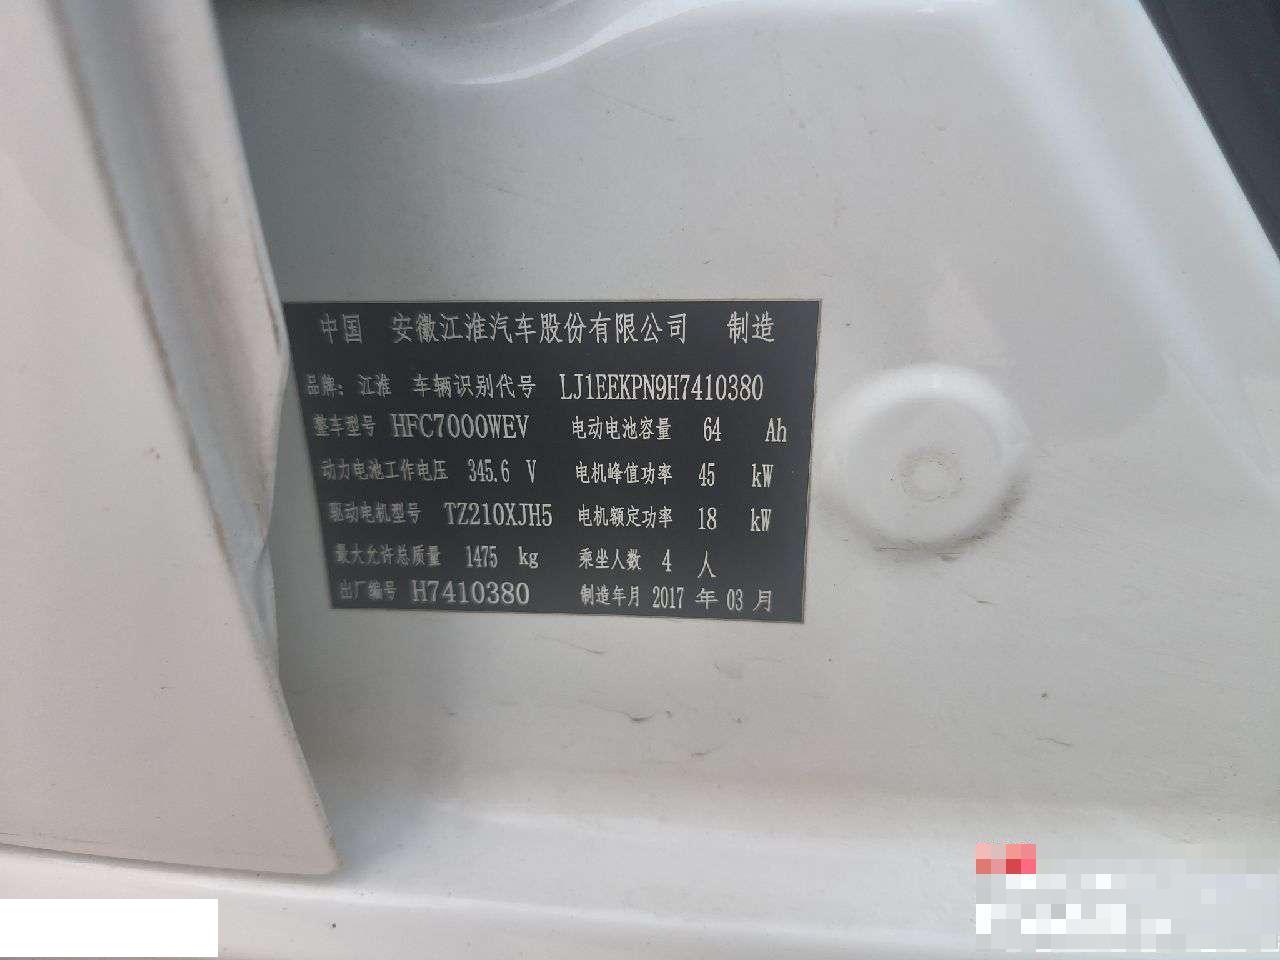 中国 安徽江淮汽车股份有限公司 制造
品牌: 江淮 车辆识别代号 LJ1EEKPN9H7410380
整车型号 HFC7000WEV 电动电池容量 64 Ah
动力电池工作电压 345.6 V 电机峰值功率 45 kW
驱动电机型号 TZ210XJH5 电机额定功率 18 kW
最大允许总质量 1475 kg 乘坐人数 4 人
出厂编号 H7410380 制造年月 2017 年 03 月